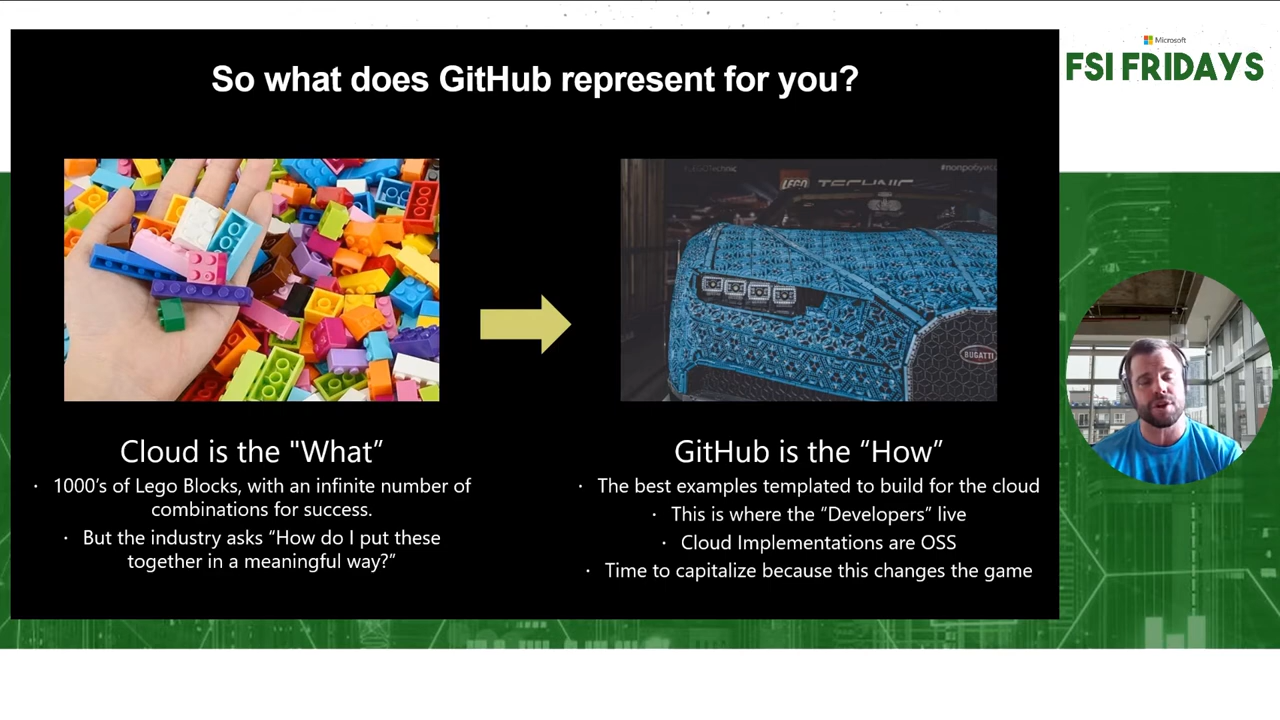 So what does GitHub represent for you?
Microsoft
FSI FRIDAYS
LEGO TECHNIC
BUGATTI
Cloud is the "What”
· 1000’s of Lego Blocks, with an infinite number of
combinations for success.
· But the industry asks “How do I put these
together in a meaningful way?”
GitHub is the “How”
· The best examples templated to build for the cloud
· This is where the “Developers” live
· Cloud Implementations are OSS
· Time to capitalize because this changes the game